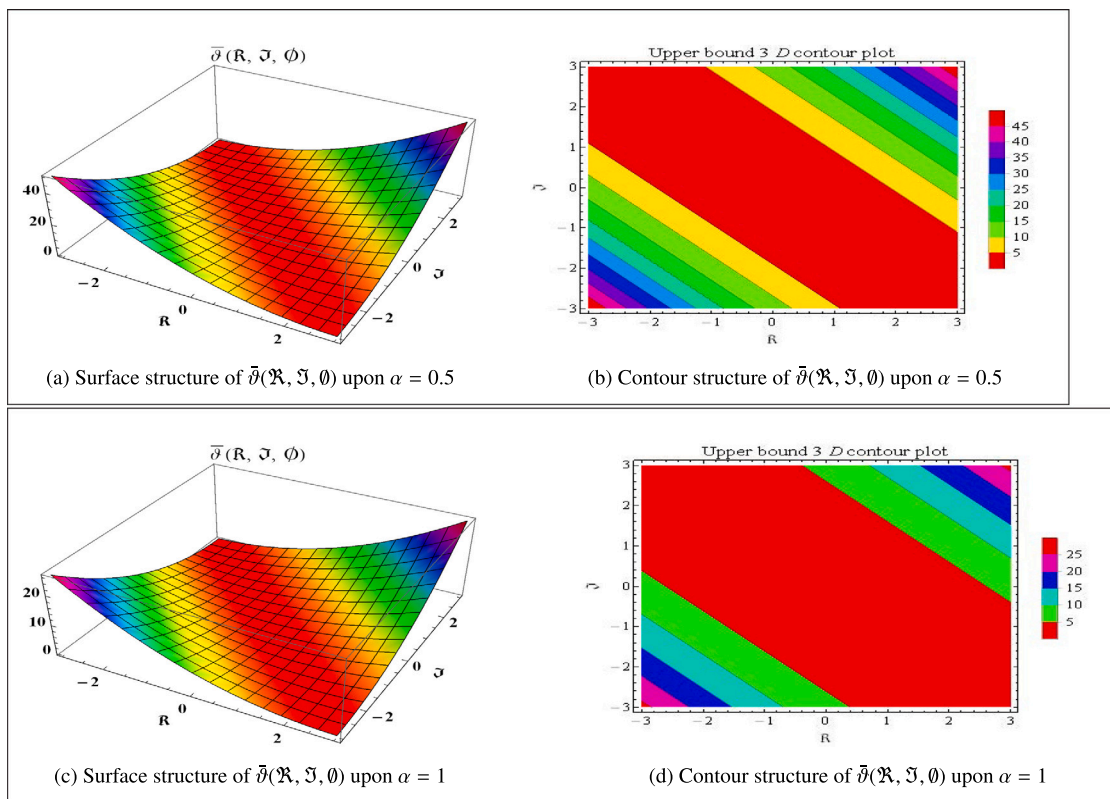 ϑ̅ (ℜ, ℑ, ϕ)
40
20
0
−2
0
2
ℜ
−2
0
2
ℑ
(a) Surface structure of ϑ̄(ℜ, ℑ, ∅) upon α = 0.5
Upper bound 3 D contour plot
3
2
1
0
−1
−2
−3
ℑ
−3 −2 −1 0 1 2 3
ℜ
45
40
35
30
25
20
15
10
5
(b) Contour structure of ϑ̄(ℜ, ℑ, ∅) upon α = 0.5
ϑ̅ (ℜ, ℑ, ϕ)
20
10
0
−2
0
2
ℜ
−2
0
2
ℑ
(c) Surface structure of ϑ̄(ℜ, ℑ, ∅) upon α = 1
Upper bound 3 D contour plot
3
2
1
0
−1
−2
−3
ℑ
−3 −2 −1 0 1 2 3
ℜ
25
20
15
10
5
(d) Contour structure of ϑ̄(ℜ, ℑ, ∅) upon α = 1